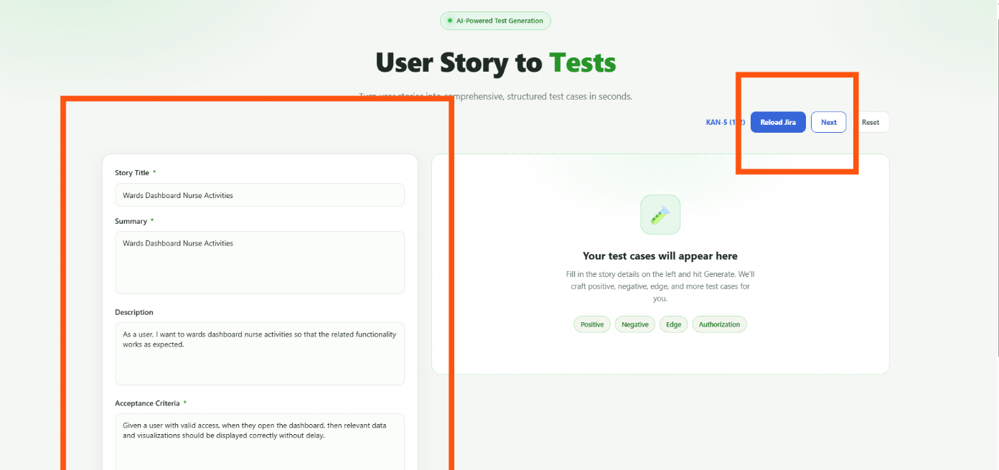 AI-Powered Test Generation
User Story to Tests
Turn user stories into comprehensive, structured test cases in seconds.
KAN-5 (1/2)
Reload Jira
Next
Reset
Story Title *
Wards Dashboard Nurse Activities
Summary *
Wards Dashboard Nurse Activities
Description
As a user, I want to wards dashboard nurse activities so that the related functionality
works as expected.
Acceptance Criteria *
Given a user with valid access, when they open the dashboard, then relevant data
and visualizations should be displayed correctly without delay.
Your test cases will appear here
Fill in the story details on the left and hit Generate. We'll
craft positive, negative, edge, and more test cases for
you.
Positive
Negative
Edge
Authorization